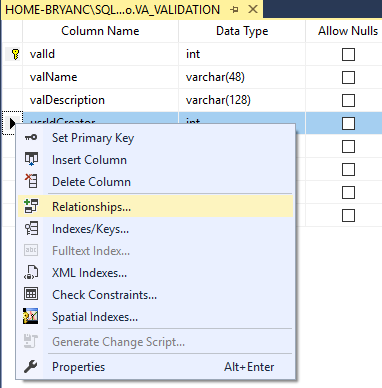 HOME-BRYANC\SQL...o.VA_VALIDATION
Column Name Data Type Allow Nulls
valId int
valName varchar(48)
valDescription varchar(128)
usrIdCreator int
Set Primary Key
Insert Column
Delete Column
Relationships...
Indexes/Keys...
Fulltext Index...
XML Indexes...
Check Constraints...
Spatial Indexes...
Generate Change Script...
Properties Alt+Enter